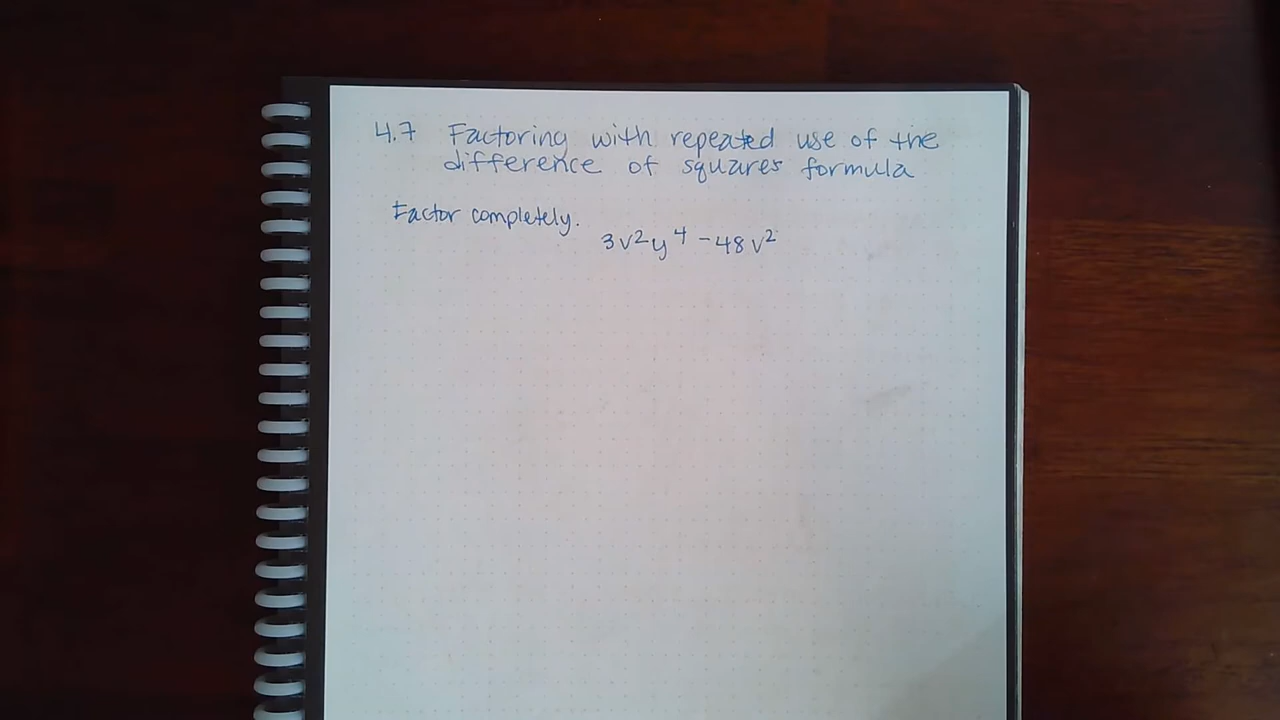 4.7 Factoring with repeated use of the
difference of squares formula
Factor completely.
3v²y⁴ - 48v²